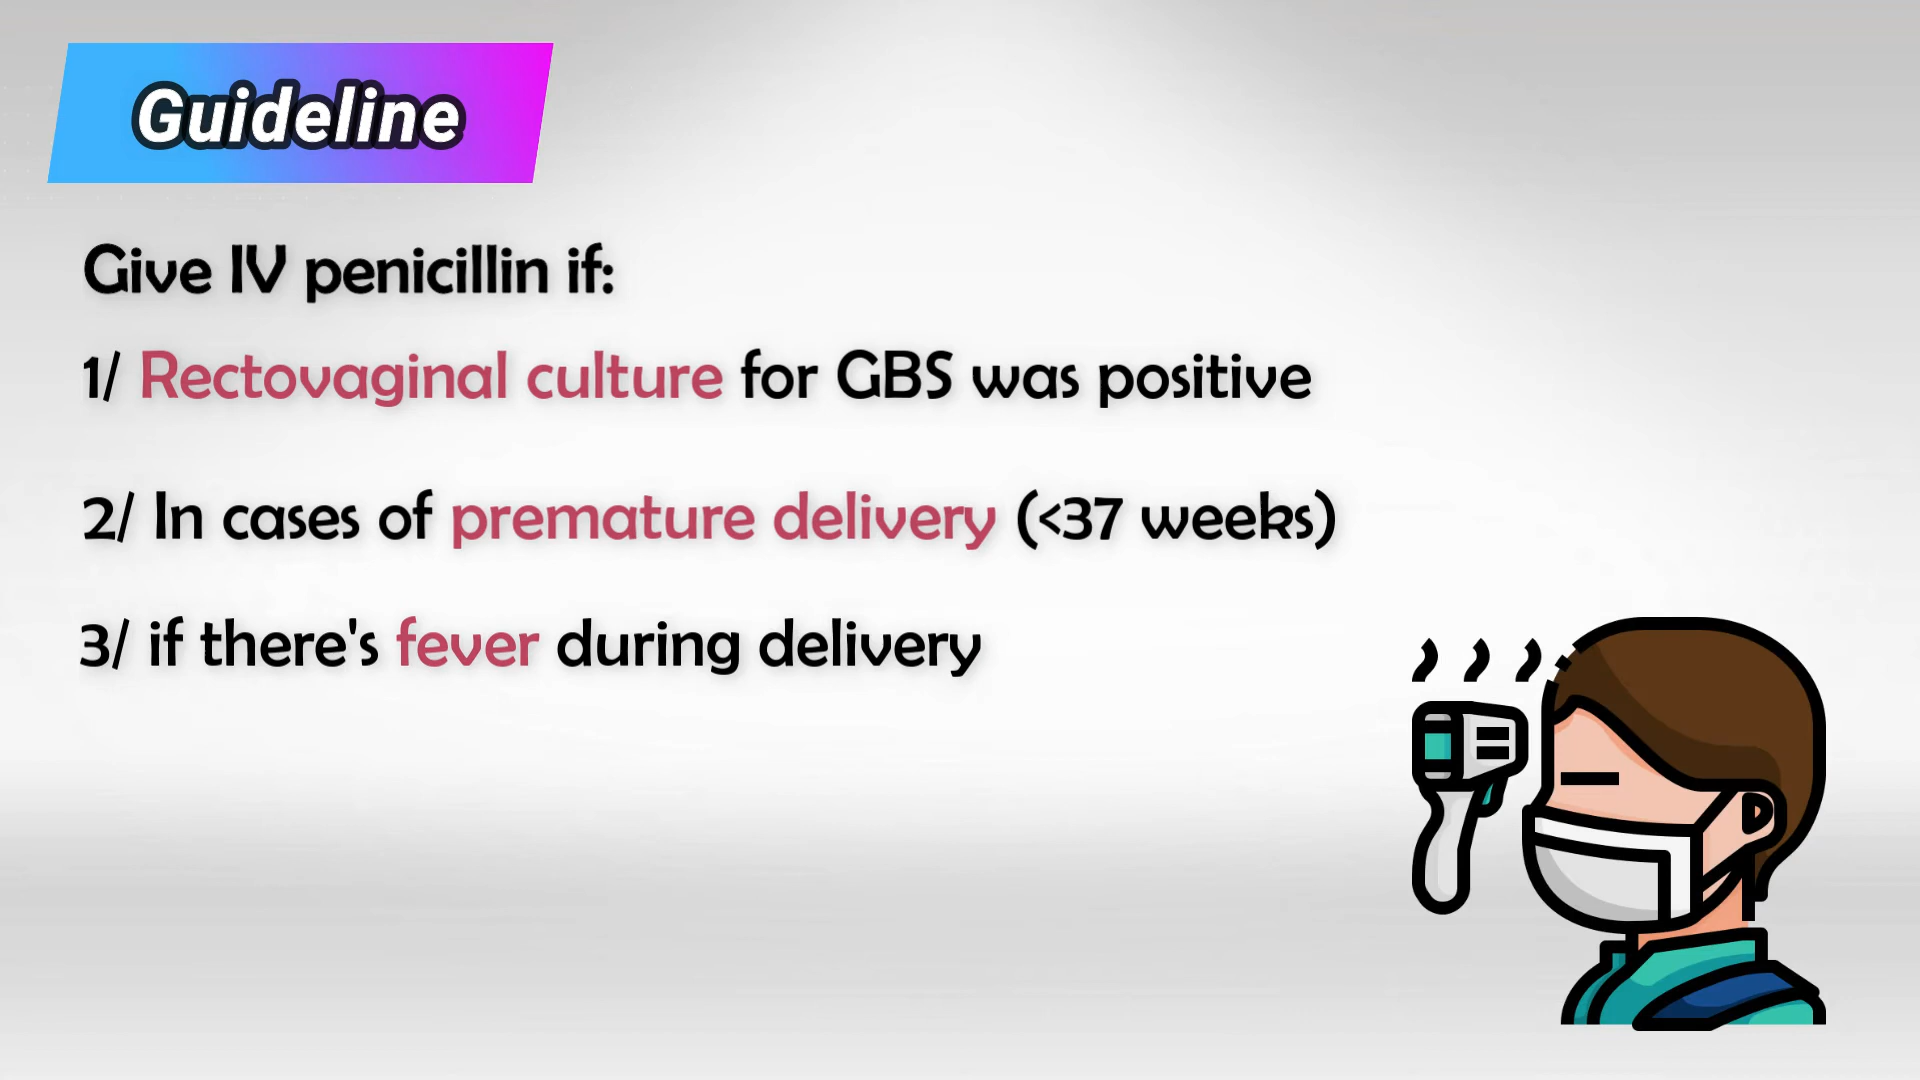 Guideline
Give IV penicillin if:
1/ Rectovaginal culture for GBS was positive
2/ In cases of premature delivery (<37 weeks)
3/ if there's fever during delivery